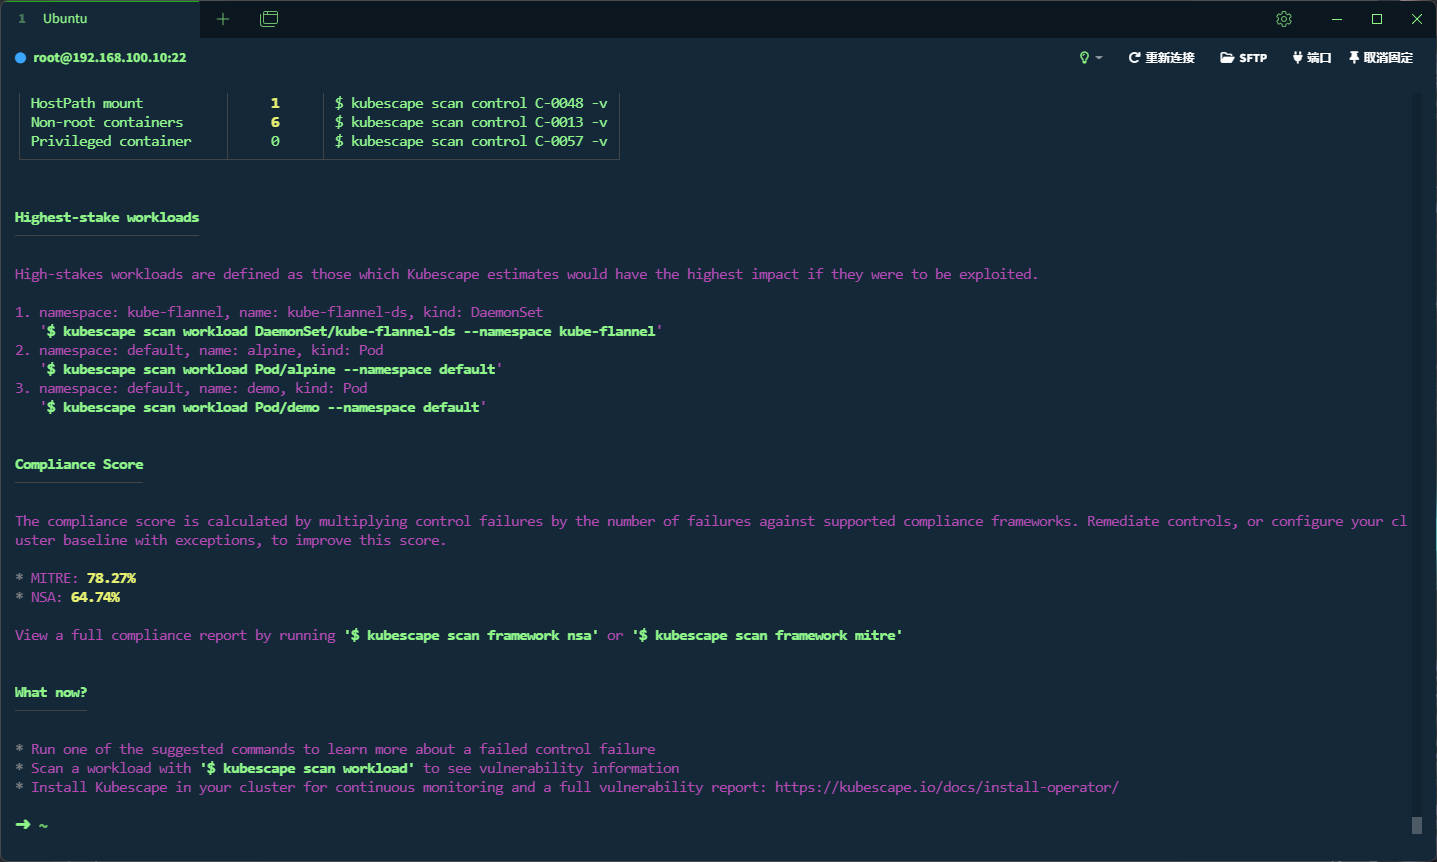 1 Ubuntu
root@192.168.100.10:22 重新连接 SFTP 端口 取消固定
HostPath mount 1 $ kubescape scan control C-0048 -v
Non-root containers 6 $ kubescape scan control C-0013 -v
Privileged container 0 $ kubescape scan control C-0057 -v
Highest-stake workloads
High-stakes workloads are defined as those which Kubescape estimates would have the highest impact if they were to be exploited.
1. namespace: kube-flannel, name: kube-flannel-ds, kind: DaemonSet
'$ kubescape scan workload DaemonSet/kube-flannel-ds --namespace kube-flannel'
2. namespace: default, name: alpine, kind: Pod
'$ kubescape scan workload Pod/alpine --namespace default'
3. namespace: default, name: demo, kind: Pod
'$ kubescape scan workload Pod/demo --namespace default'
Compliance Score
The compliance score is calculated by multiplying control failures by the number of failures against supported compliance frameworks. Remediate controls, or configure your cl
uster baseline with exceptions, to improve this score.
* MITRE: 78.27%
* NSA: 64.74%
View a full compliance report by running '$ kubescape scan framework nsa' or '$ kubescape scan framework mitre'
What now?
* Run one of the suggested commands to learn more about a failed control failure
* Scan a workload with '$ kubescape scan workload' to see vulnerability information
* Install Kubescape in your cluster for continuous monitoring and a full vulnerability report: https://kubescape.io/docs/install-operator/
➜ ~